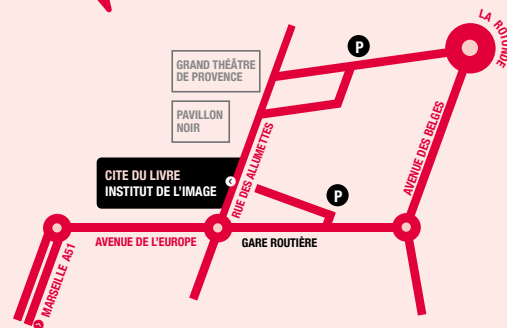 LA ROTONDE
P
GRAND THÉÂTRE
DE PROVENCE
PAVILLON
NOIR
RUE DES ALLUMETTES
AVENUE DES BELGES
CITE DU LIVRE
INSTITUT DE L'IMAGE
P
AVENUE DE L'EUROPE
GARE ROUTIÈRE
MARSEILLE A51